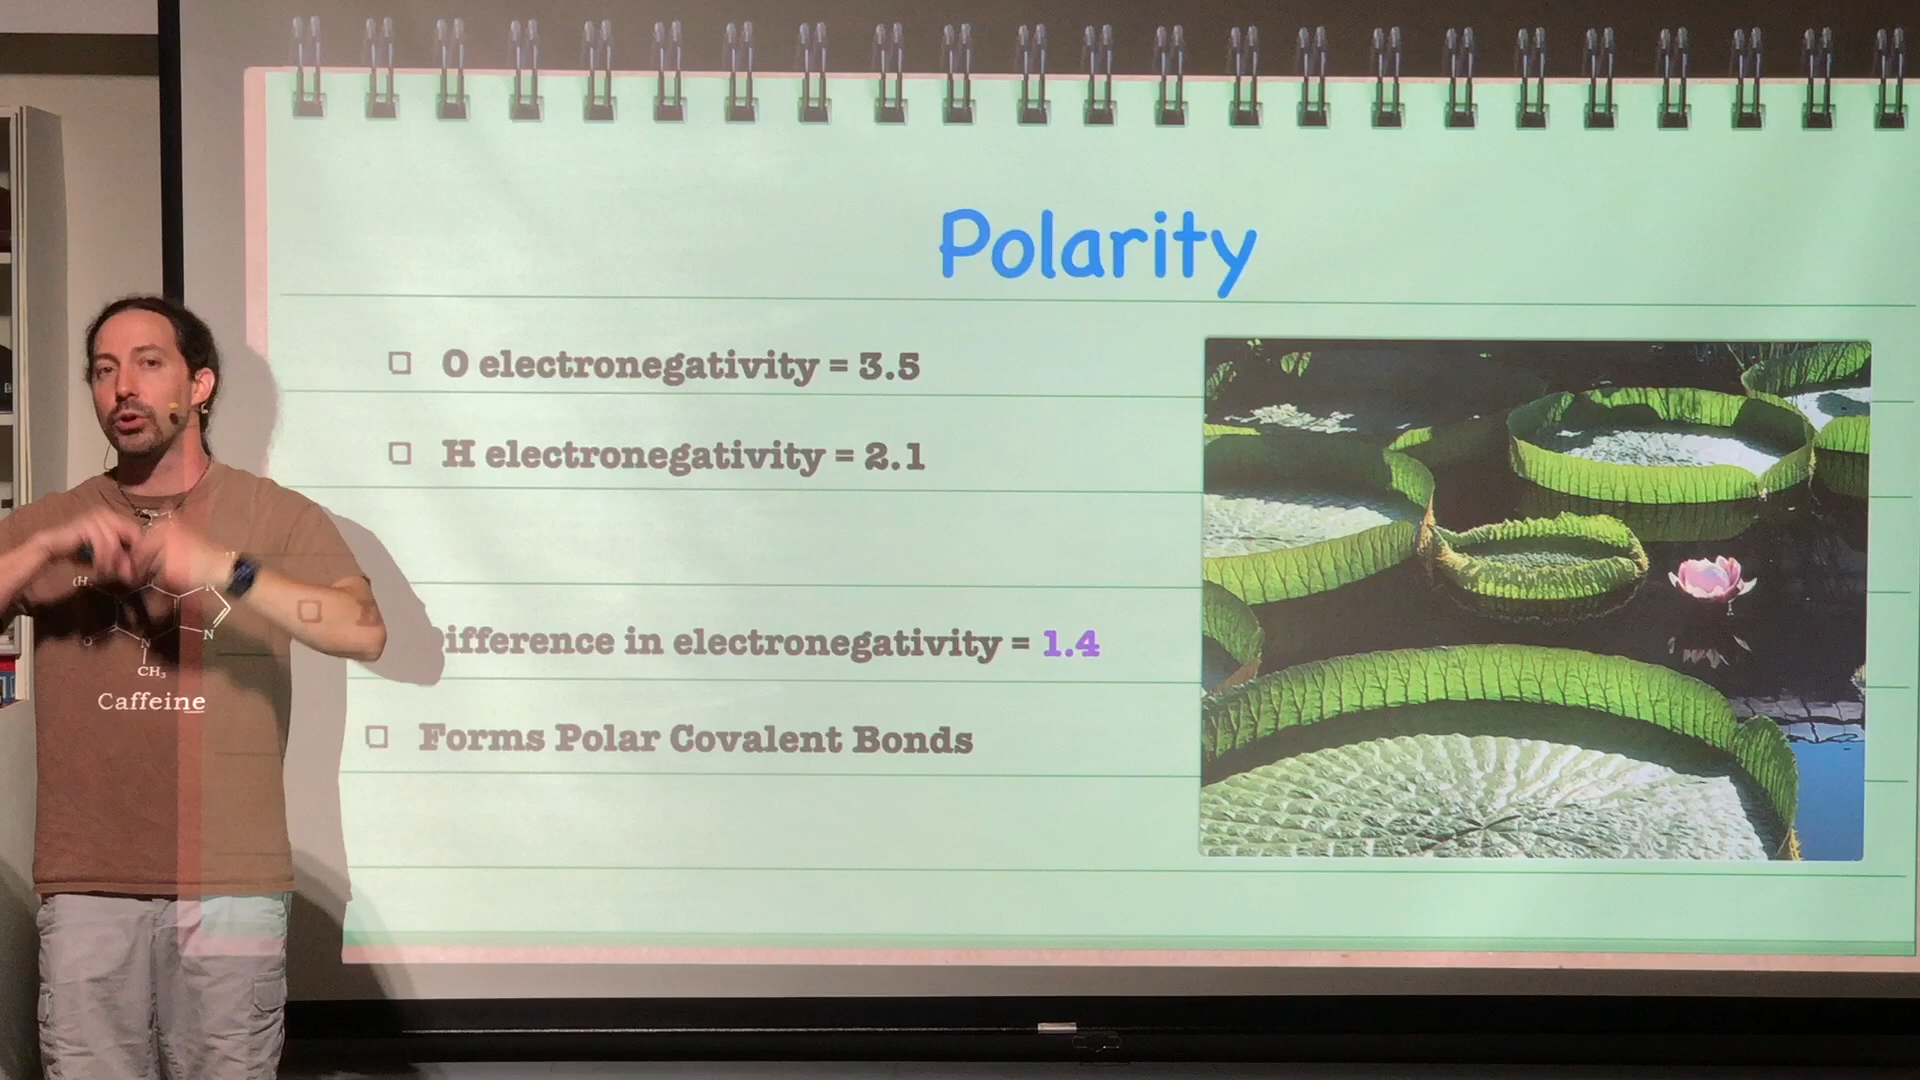 Polarity
O electronegativity = 3.5
H electronegativity = 2.1
ifference in electronegativity = 1.4
Forms Polar Covalent Bonds
N
O
N
N
CH₃
Caffeine